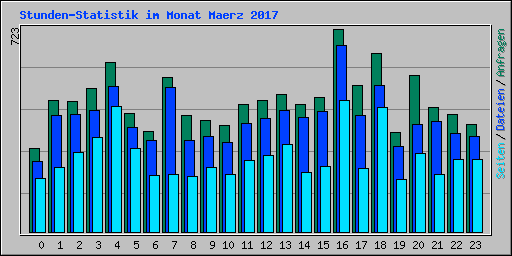 Stunden-Statistik im Monat Maerz 2017
723
Seiten / Dateien / Anfragen
0 1 2 3 4 5 6 7 8 9 10 11 12 13 14 15 16 17 18 19 20 21 22 23